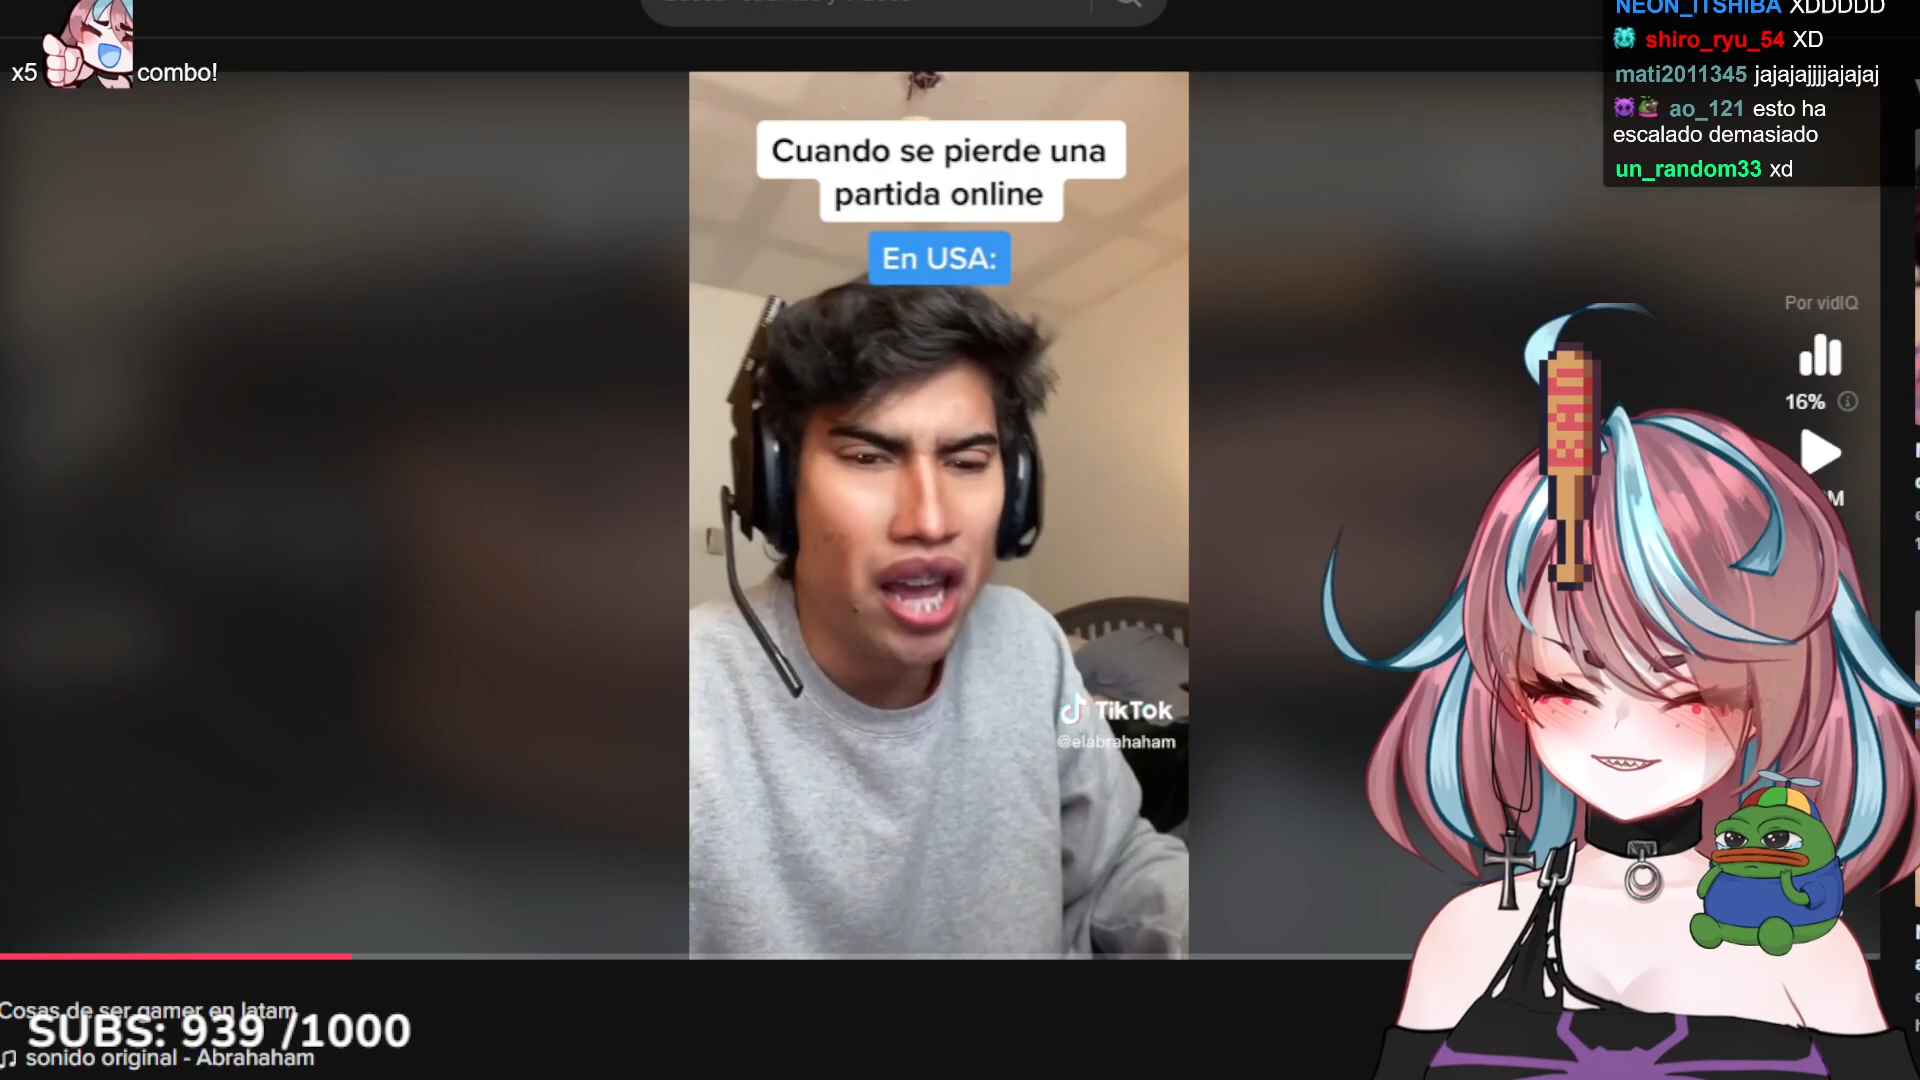 x5 combo!
NEON_ITSHIBA XDDDDD
shiro_ryu_54 XD
mati2011345 jajajajjjjajajaj
ao_121 esto ha
escalado demasiado
un_random33 xd
Cuando se pierde una
partida online
En USA:
Por vidIQ
16%
M
TikTok
@elabrahaham
Cosas de ser gamer en latam
SUBS: 939 /1000
sonido original - Abrahaham